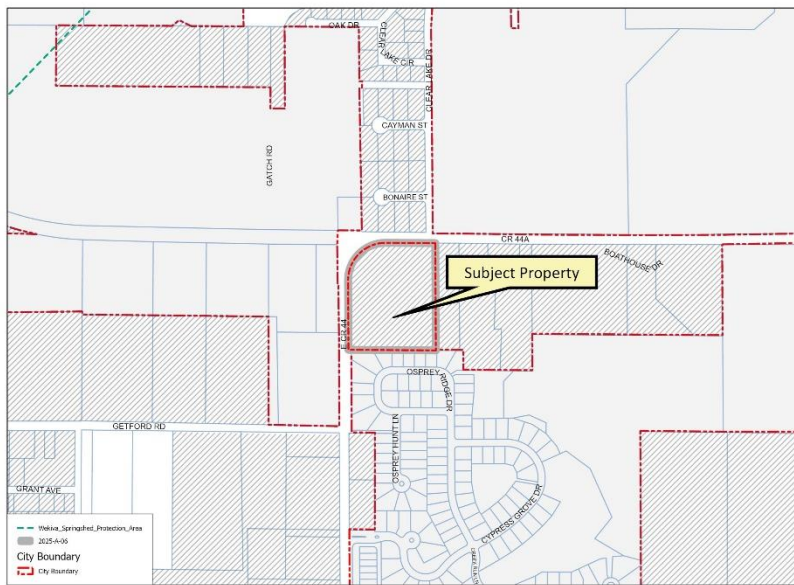 OAK DR
CLEAR
LAKE CIR
CLEAR LAKE DR
CAYMAN ST
GATCH RD
BONAIRE ST
CR 44A
BOATHOUSE DR
Subject Property
E CR 44
OSPREY
RIDGE DR
OSPREY HUNT LN
GETFORD RD
GRANT AVE
CYPRESS GROVE DR
Wekiva_Springshed_Protection_Area
2025-A-06
City Boundary
City Boundary